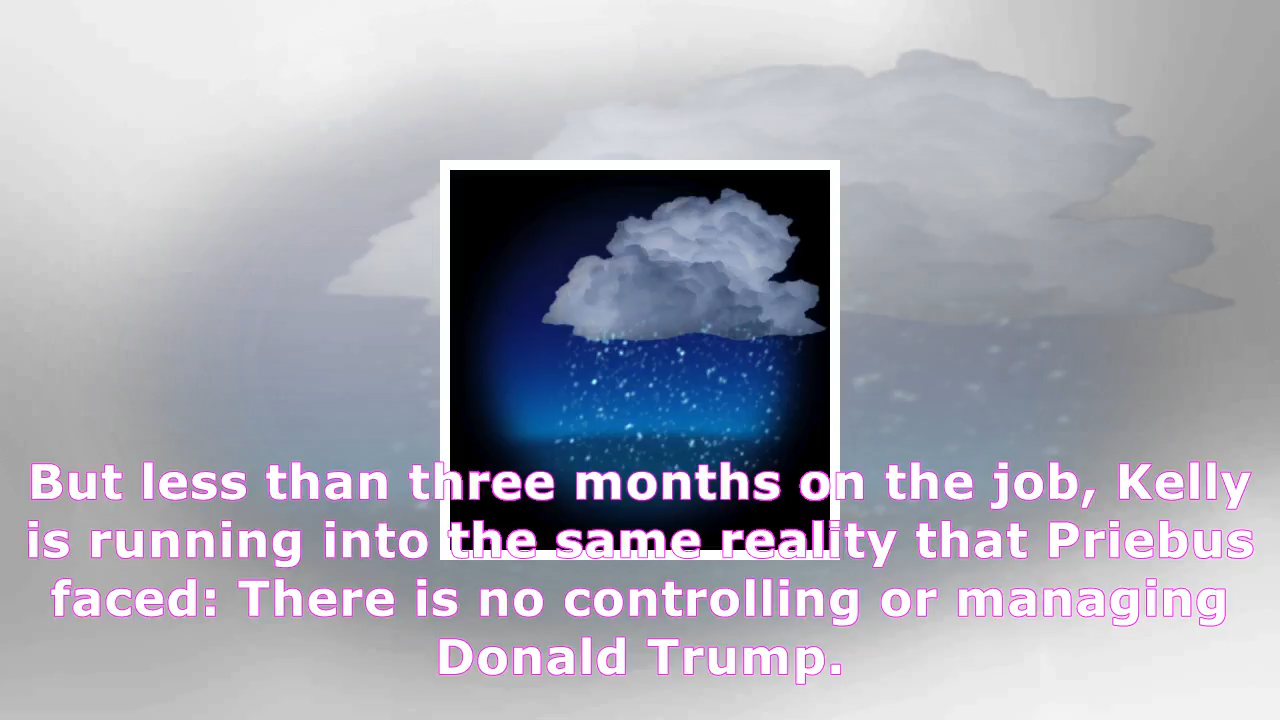 But less than three months on the job, Kelly
is running into the same reality that Priebus
faced: There is no controlling or managing
Donald Trump.